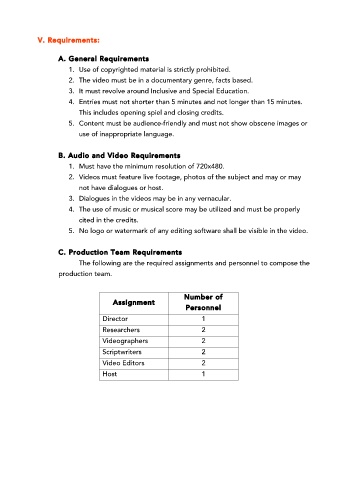 V. Requirements:
A. General Requirements
1. Use of copyrighted material is strictly prohibited.
2. The video must be in a documentary genre, facts based.
3. It must revolve around Inclusive and Special Education.
4. Entries must not shorter than 5 minutes and not longer than 15 minutes.
This includes opening spiel and closing credits.
5. Content must be audience-friendly and must not show obscene images or
use of inappropriate language.
B. Audio and Video Requirements
1. Must have the minimum resolution of 720x480.
2. Videos must feature live footage, photos of the subject and may or may
not have dialogues or host.
3. Dialogues in the videos may be in any vernacular.
4. The use of music or musical score may be utilized and must be properly
cited in the credits.
5. No logo or watermark of any editing software shall be visible in the video.
C. Production Team Requirements
The following are the required assignments and personnel to compose the
production team.
Assignment Number of
Personnel
Director 1
Researchers 2
Videographers 2
Scriptwriters 2
Video Editors 2
Host 1